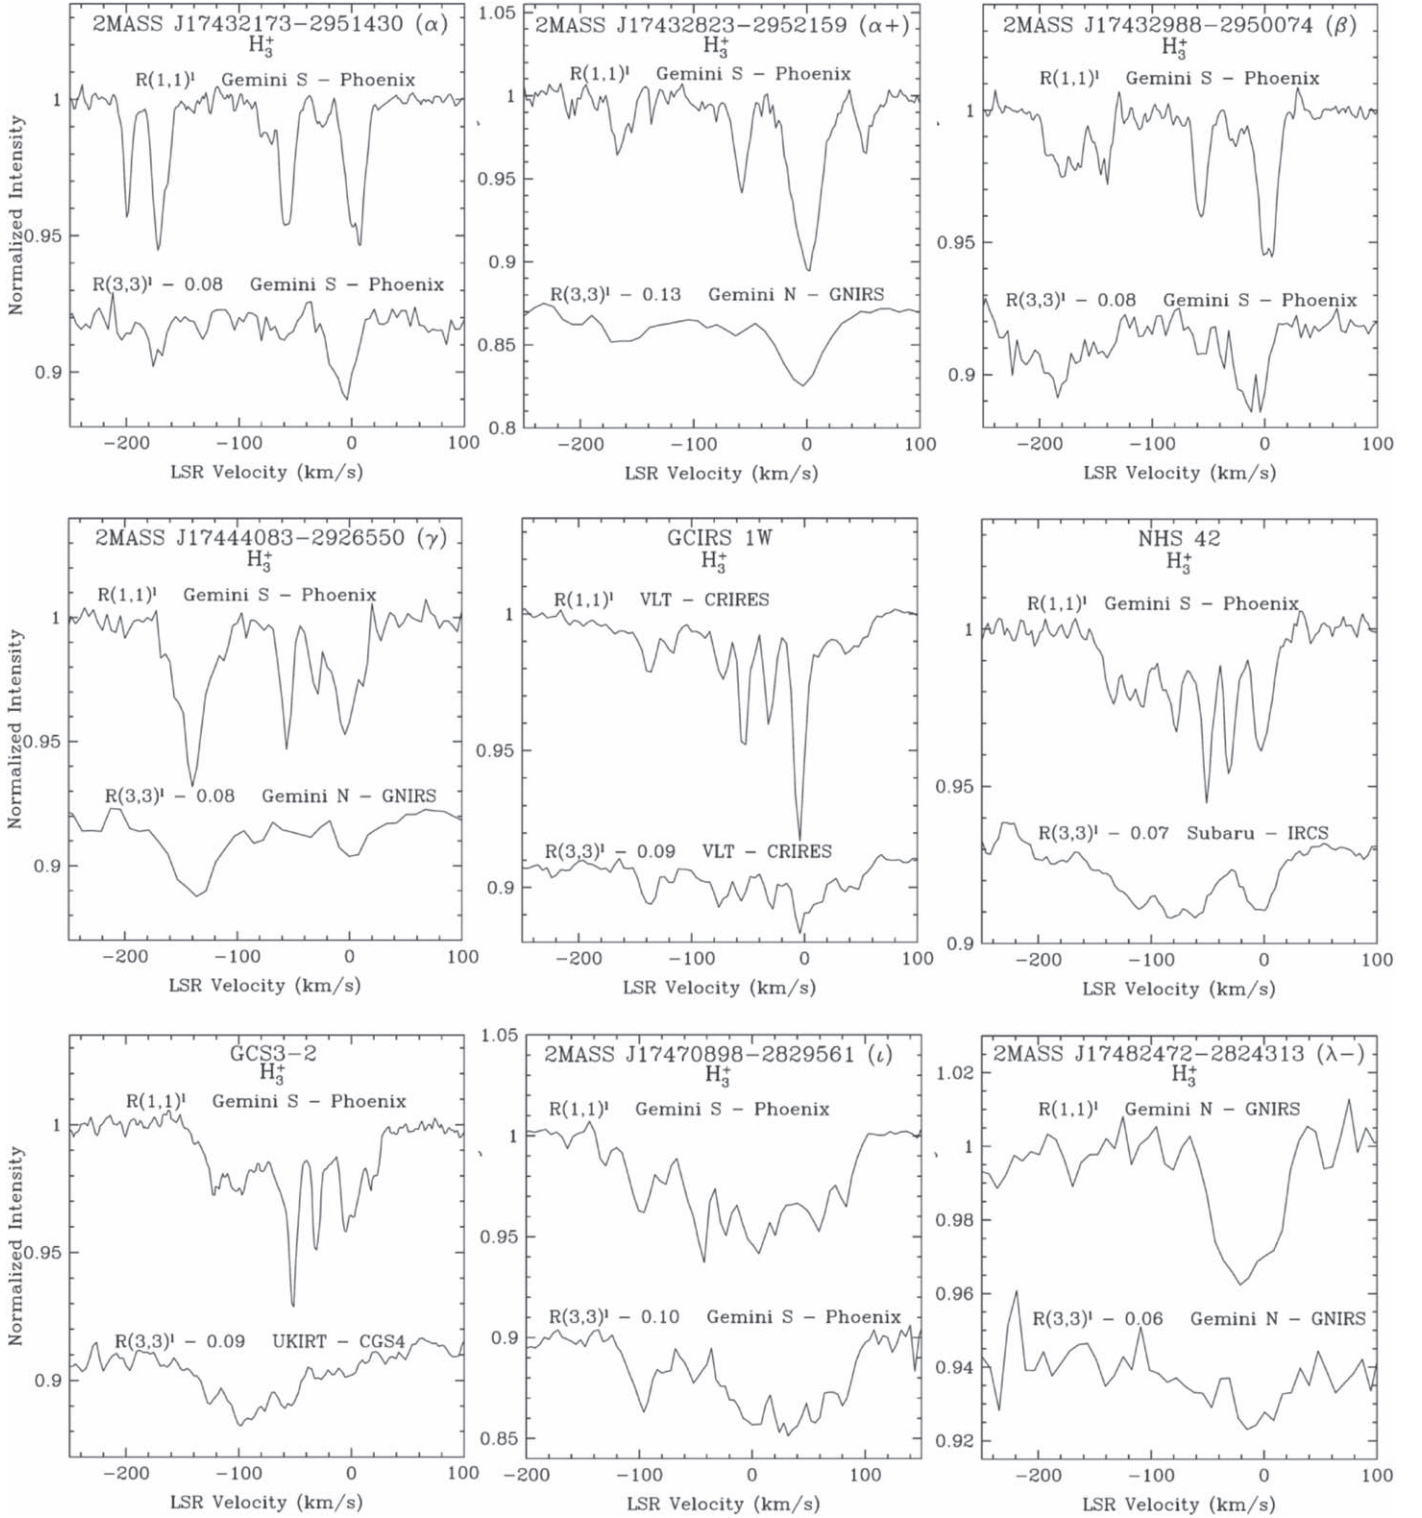 2MASS J17432173−2951430 (α)
H₃⁺
R(1,1)ˡ Gemini S − Phoenix
R(3,3)ˡ − 0.08 Gemini S − Phoenix
1
0.95
0.9
Normalized Intensity
−200 −100 0 100
LSR Velocity (km/s)
2MASS J17432823−2952159 (α+)
H₃⁺
R(1,1)ˡ Gemini S − Phoenix
R(3,3)ˡ − 0.13 Gemini N − GNIRS
1.05
1
0.95
0.9
0.85
0.8
−200 −100 0 100
LSR Velocity (km/s)
2MASS J17432988−2950074 (β)
H₃⁺
R(1,1)ˡ Gemini S − Phoenix
R(3,3)ˡ − 0.08 Gemini S − Phoenix
1
0.95
0.9
−200 −100 0 100
LSR Velocity (km/s)
2MASS J17444083−2926550 (γ)
H₃⁺
R(1,1)ˡ Gemini S − Phoenix
R(3,3)ˡ − 0.08 Gemini N − GNIRS
1
0.95
0.9
Normalized Intensity
−200 −100 0 100
LSR Velocity (km/s)
GCIRS 1W
H₃⁺
R(1,1)ˡ VLT − CRIRES
R(3,3)ˡ − 0.09 VLT − CRIRES
1
0.95
0.9
−200 −100 0 100
LSR Velocity (km/s)
NHS 42
H₃⁺
R(1,1)ˡ Gemini S − Phoenix
R(3,3)ˡ − 0.07 Subaru − IRCS
1
0.95
0.9
−200 −100 0 100
LSR Velocity (km/s)
GCS3−2
H₃⁺
R(1,1)ˡ Gemini S − Phoenix
R(3,3)ˡ − 0.09 UKIRT − CGS4
1
0.95
0.9
Normalized Intensity
−200 −100 0 100
LSR Velocity (km/s)
2MASS J17470898−2829561 (ι)
H₃⁺
R(1,1)ˡ Gemini S − Phoenix
R(3,3)ˡ − 0.10 Gemini S − Phoenix
1.05
1
0.95
0.9
0.85
−200 −100 0 100
LSR Velocity (km/s)
2MASS J17482472−2824313 (λ−)
H₃⁺
R(1,1)ˡ Gemini N − GNIRS
R(3,3)ˡ − 0.06 Gemini N − GNIRS
1.02
1
0.98
0.96
0.94
0.92
−200 −100 0 100
LSR Velocity (km/s)